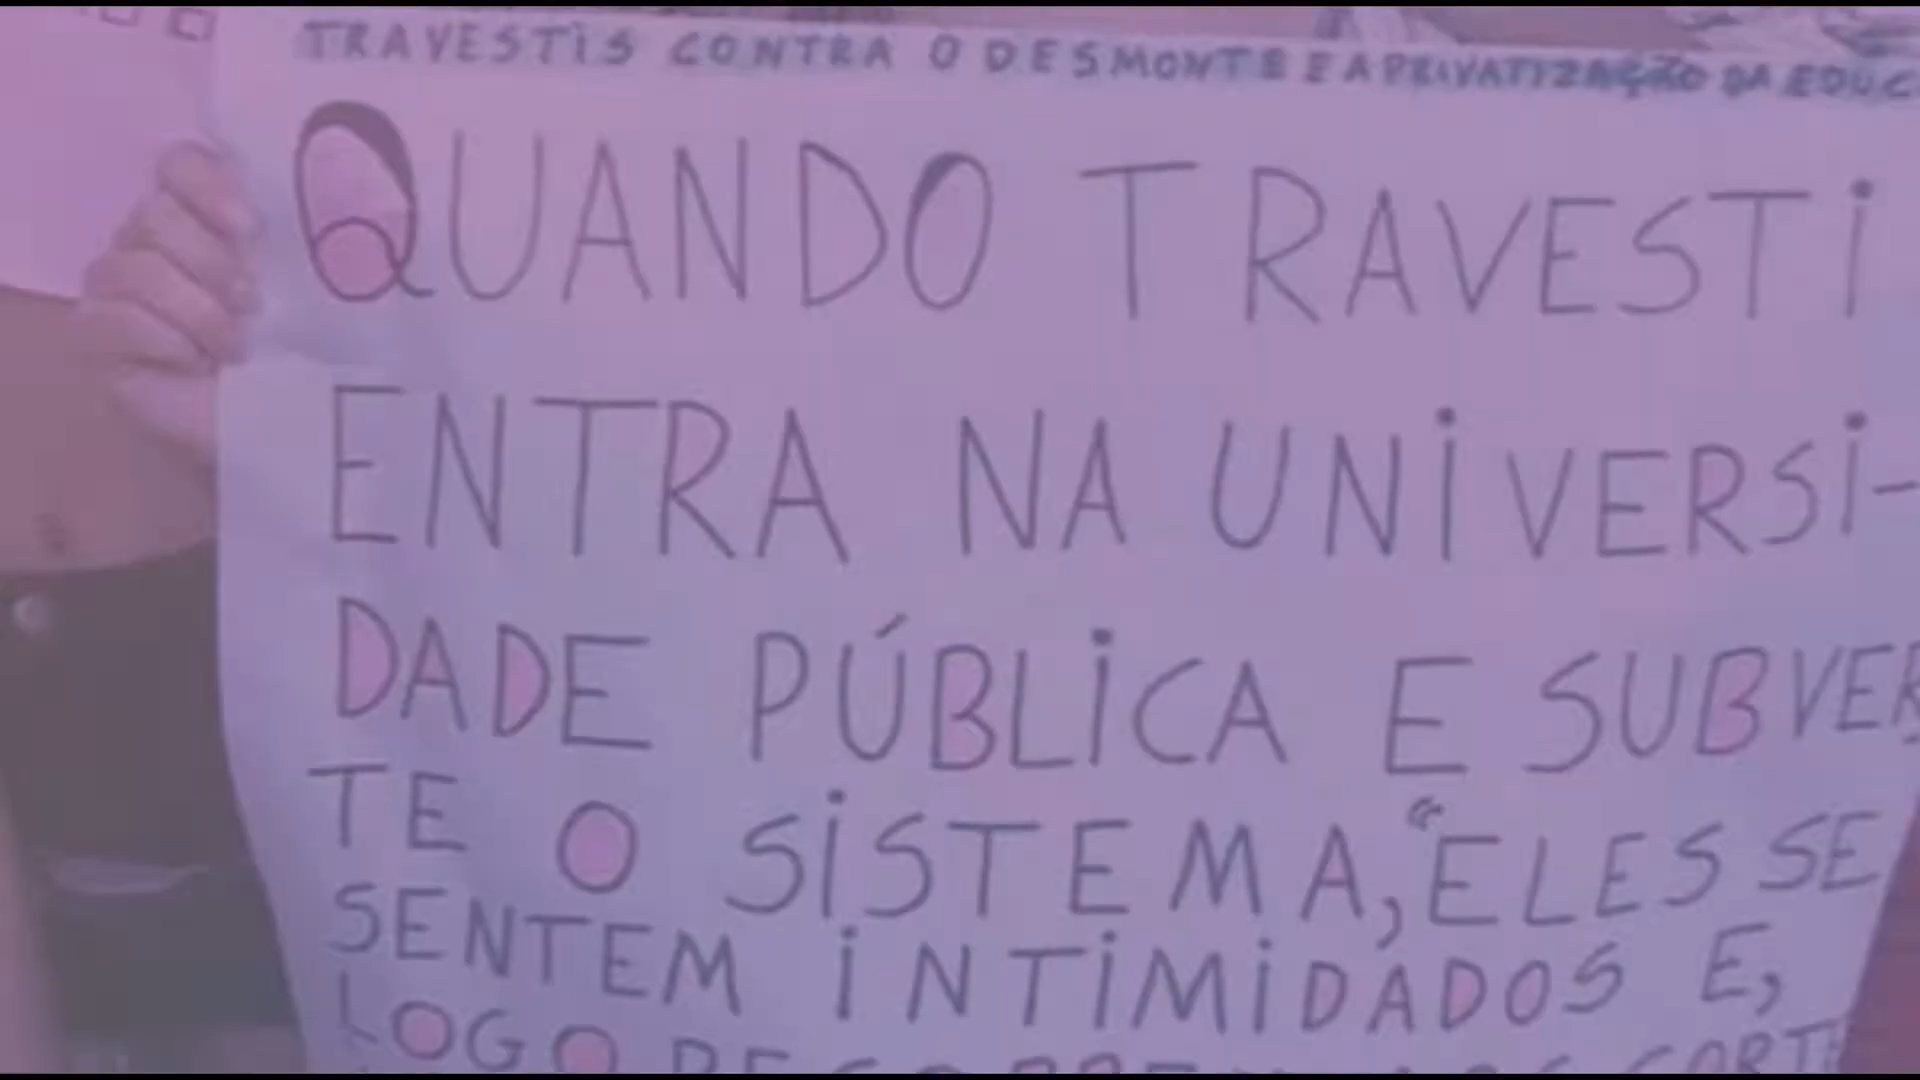 TRAVESTIS CONTRA O DESMONTE E A PRIVATIZAÇÃO DA EDUC
QUANDO TRAVESTI
ENTRA NA UNIVERSI-
DADE PÚBLICA E SUBVER
TE O SISTEMA, "ELES SE
SENTEM INTIMIDADOS E,
LOGO